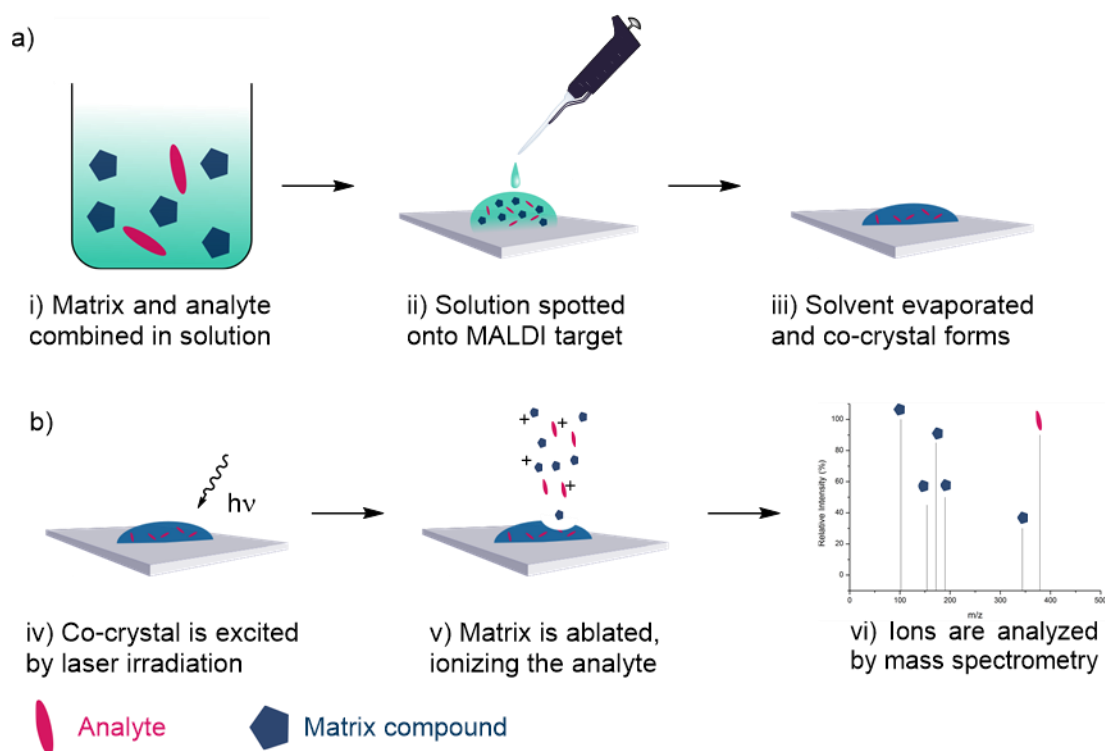 a)
i) Matrix and analyte
combined in solution
ii) Solution spotted
onto MALDI target
iii) Solvent evaporated
and co-crystal forms
b)
hν
+
+
+
+
Relative Intensity (%)
100
80
60
40
20
0
0
100
200
300
400
500
m/z
iv) Co-crystal is excited
by laser irradiation
v) Matrix is ablated,
ionizing the analyte
vi) Ions are analyzed
by mass spectrometry
Analyte
Matrix compound